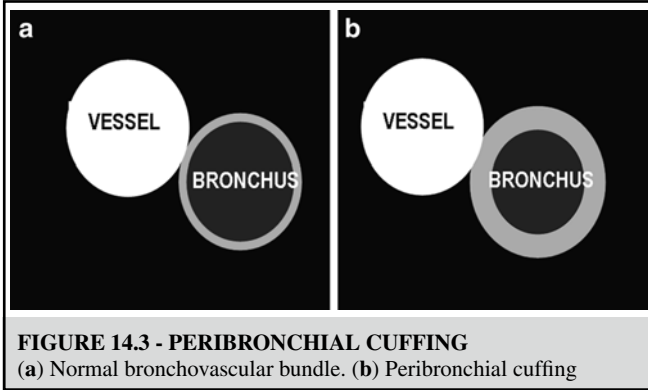 a
b
VESSEL
VESSEL
BRONCHUS
BRONCHUS
FIGURE 14.3 - PERIBRONCHIAL CUFFING
(a) Normal bronchovascular bundle. (b) Peribronchial cuffing